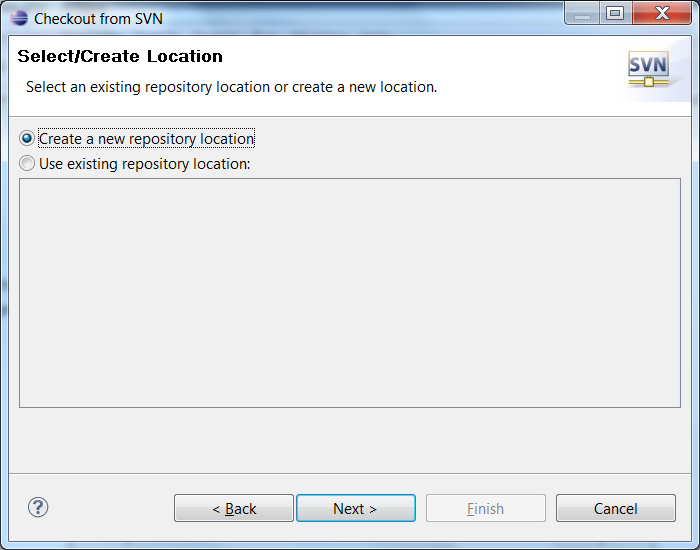 Checkout from SVN
Select/Create Location
Select an existing repository location or create a new location.
SVN
Create a new repository location
Use existing repository location:
?
< Back
Next >
Finish
Cancel